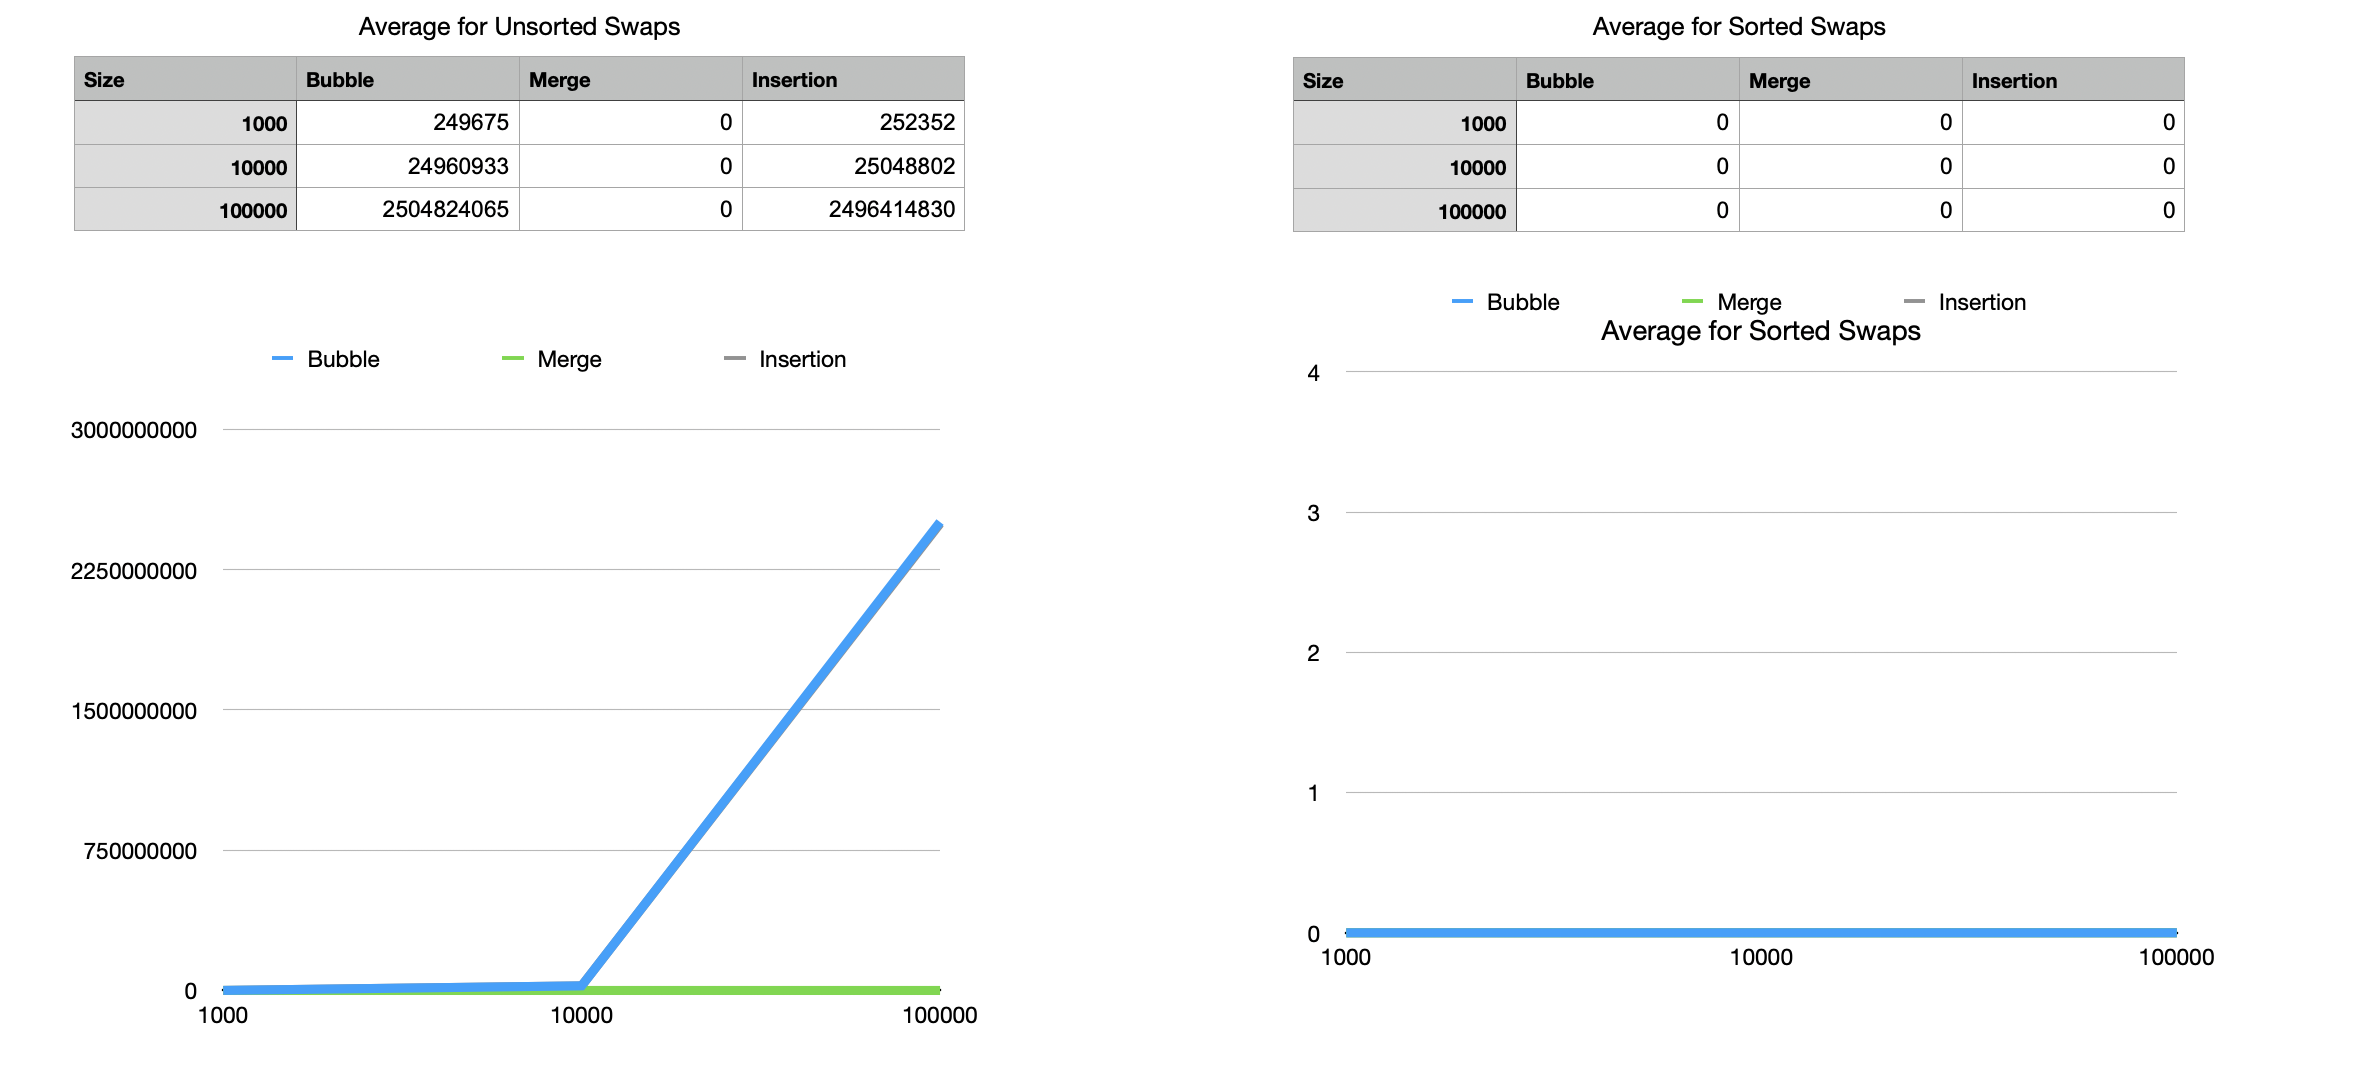 Average for Unsorted Swaps
Size Bubble Merge Insertion
1000 249675 0 252352
10000 24960933 0 25048802
100000 2504824065 0 2496414830
Bubble Merge Insertion
3000000000
2250000000
1500000000
750000000
0
1000 10000 100000
Average for Sorted Swaps
Size Bubble Merge Insertion
1000 0 0 0
10000 0 0 0
100000 0 0 0
Bubble Merge Insertion
Average for Sorted Swaps
4
3
2
1
0
1000 10000 100000